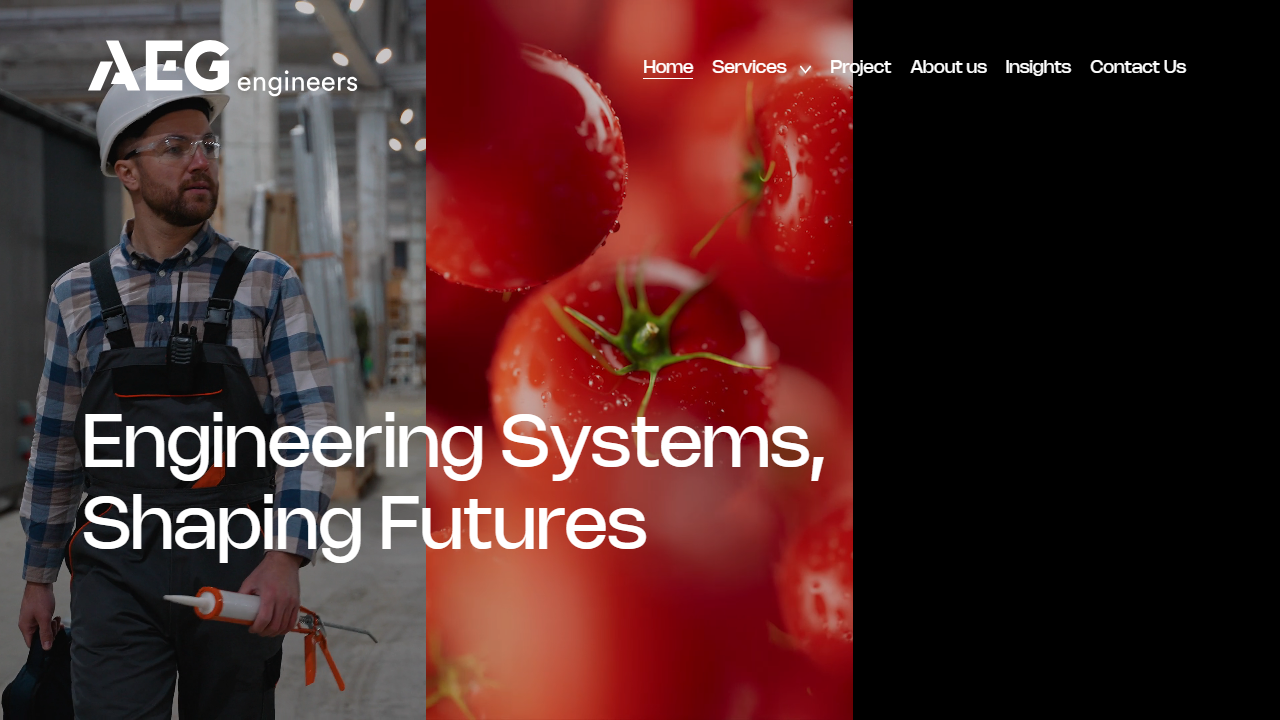 AEG engineers
Home Services Project About us Insights Contact Us
Engineering Systems,
Shaping Futures